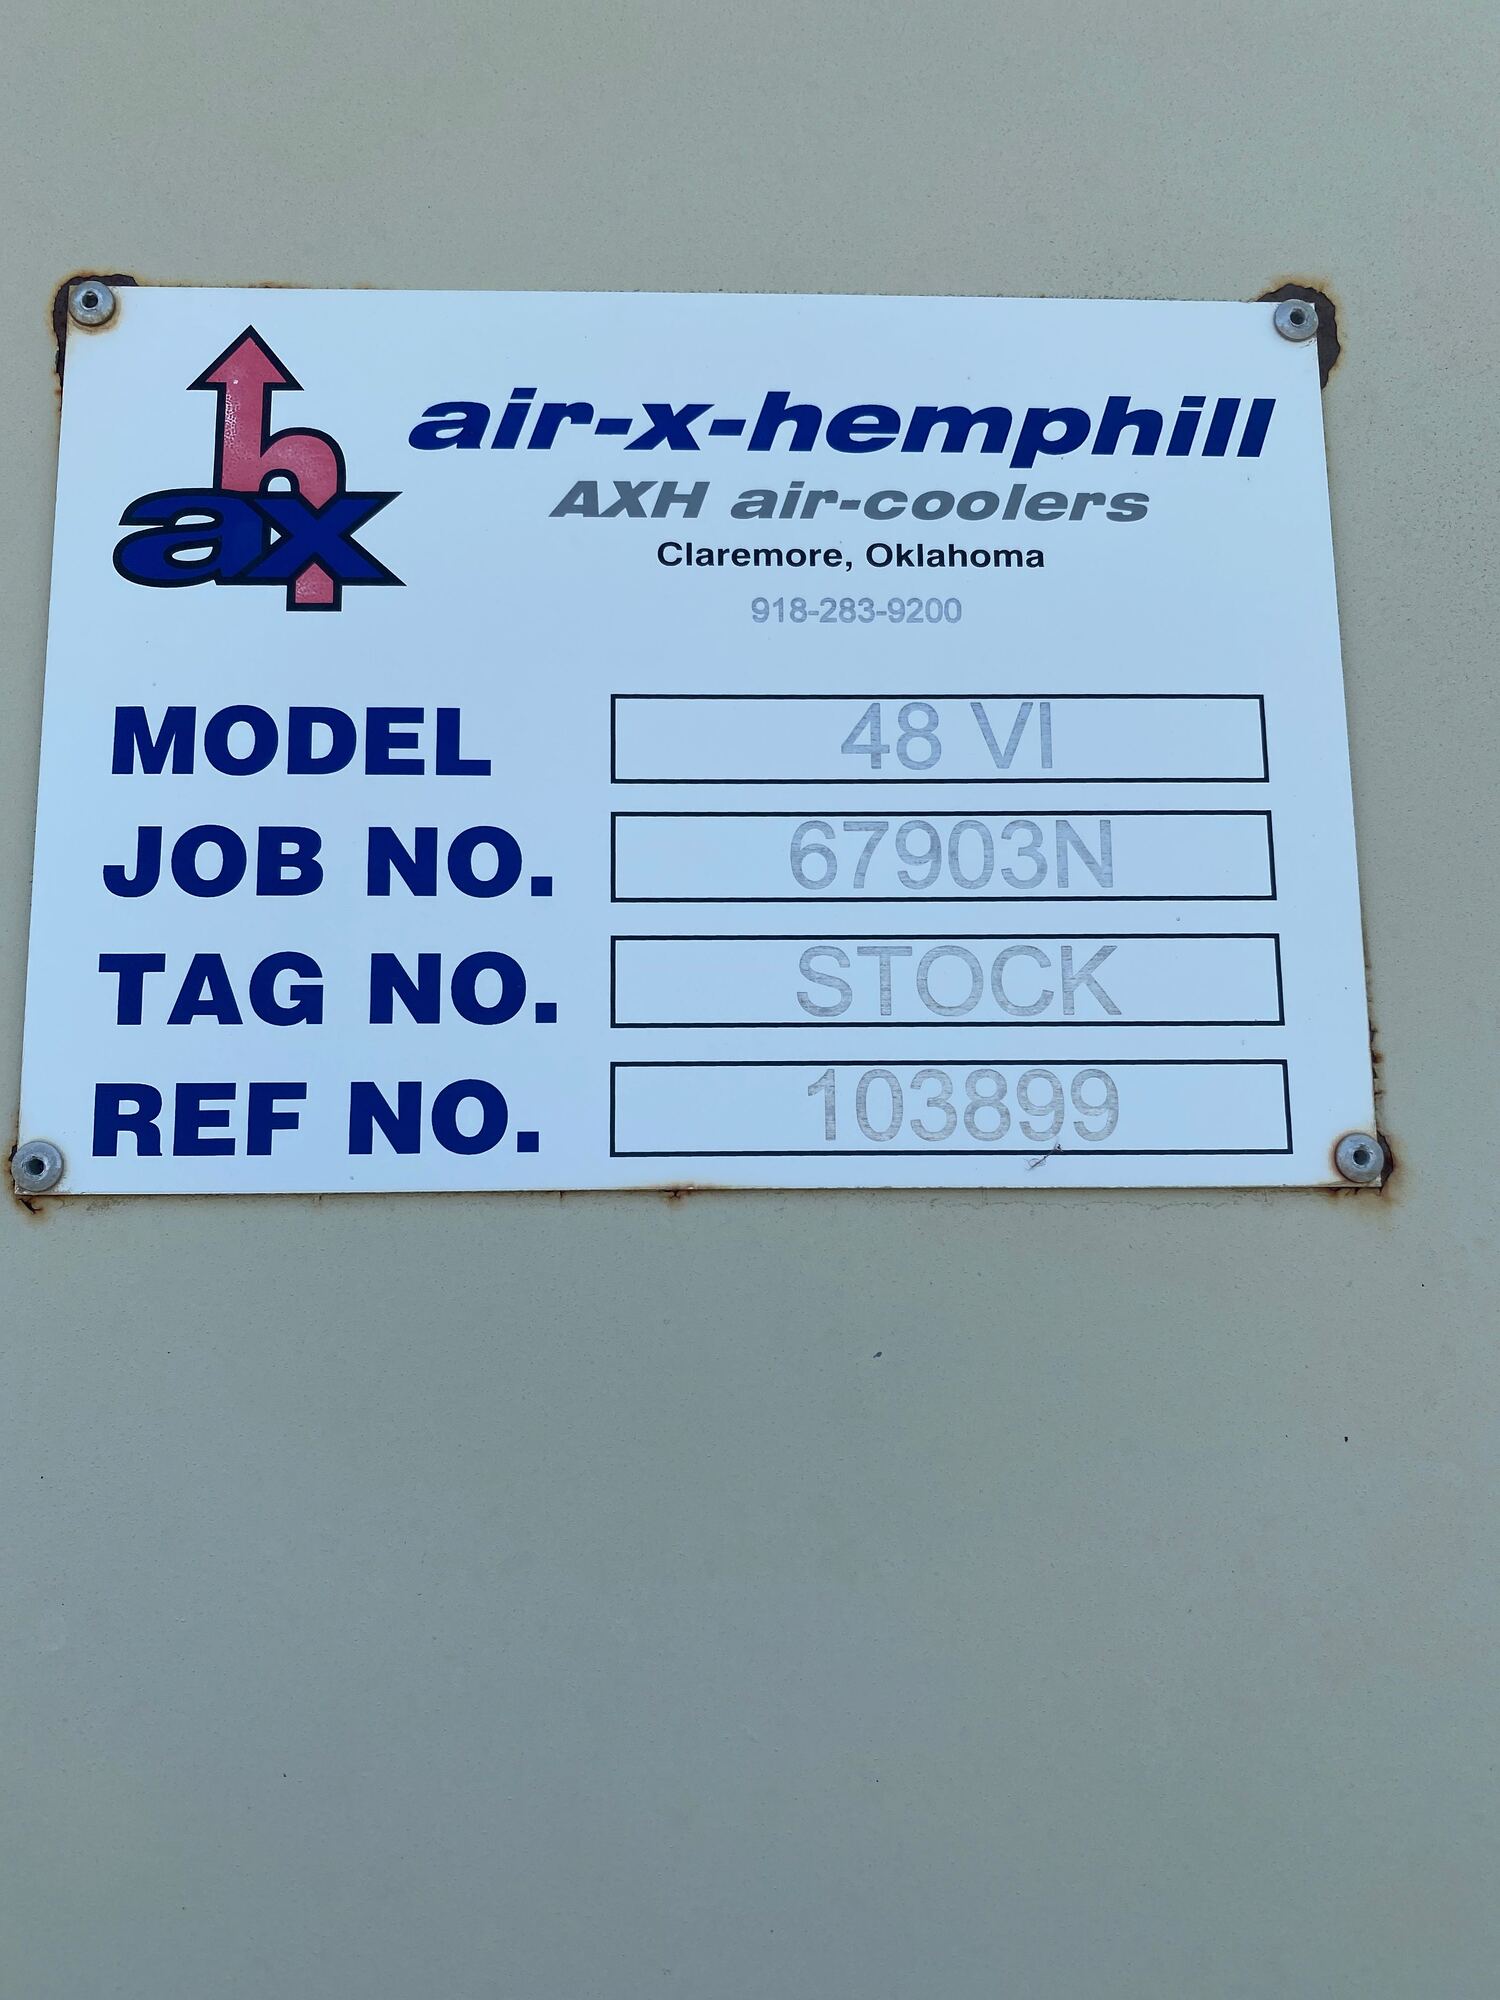 hax
air-x-hemphill
AXH air-coolers
Claremore, Oklahoma
918-283-9200
MODEL 48 VI
JOB NO. 67903N
TAG NO. STOCK
REF NO. 103899